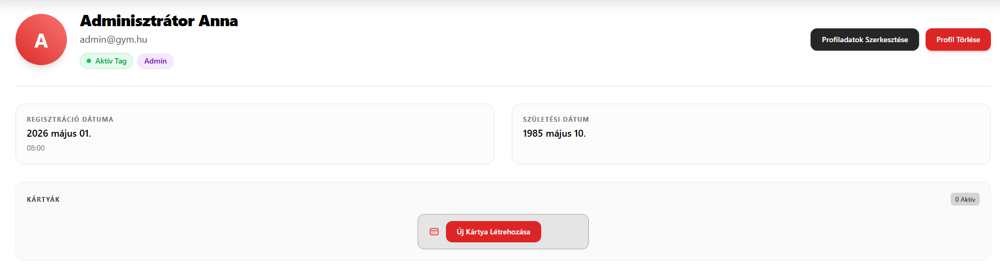 A
Adminisztrátor Anna
admin@gym.hu
Aktív Tag
Admin
Profiladatok Szerkesztése
Profil Törlése
REGISZTRÁCIÓ DÁTUMA
2026 május 01.
08:00
SZÜLETÉSI DÁTUM
1985 május 10.
KÁRTYÁK
0 Aktív
Új Kártya Létrehozása